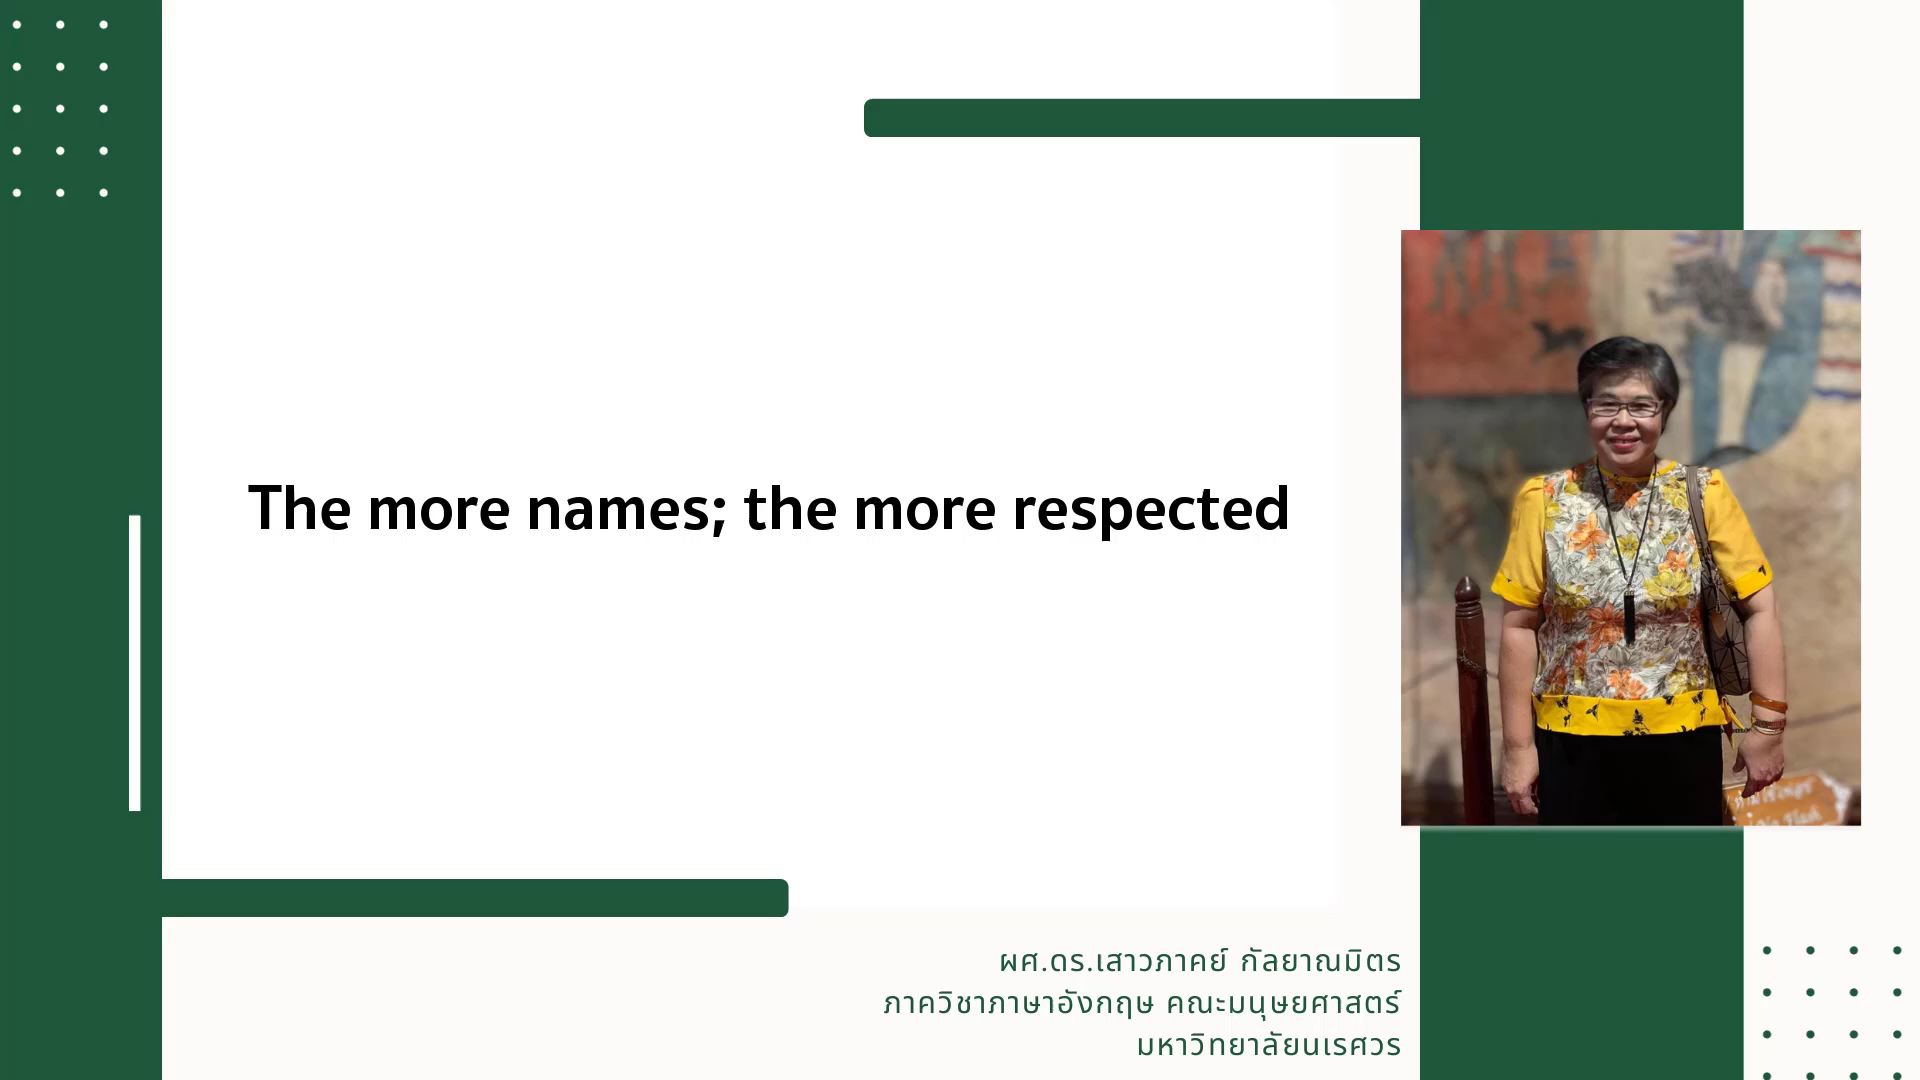 The more names; the more respected
ผศ.ดร.เสาวภาคย์ กัลยาณมิตร
ภาควิชาภาษาอังกฤษ คณะมนุษยศาสตร์
มหาวิทยาลัยนเรศวร